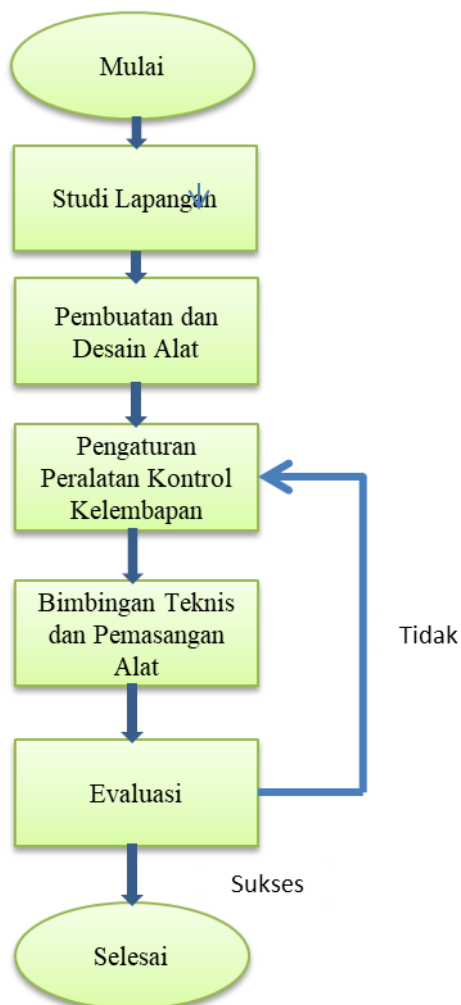 Mulai
Studi Lapangan
Pembuatan dan
Desain Alat
Pengaturan
Peralatan Kontrol
Kelembapan
Bimbingan Teknis
dan Pemasangan
Alat
Tidak
Evaluasi
Sukses
Selesai